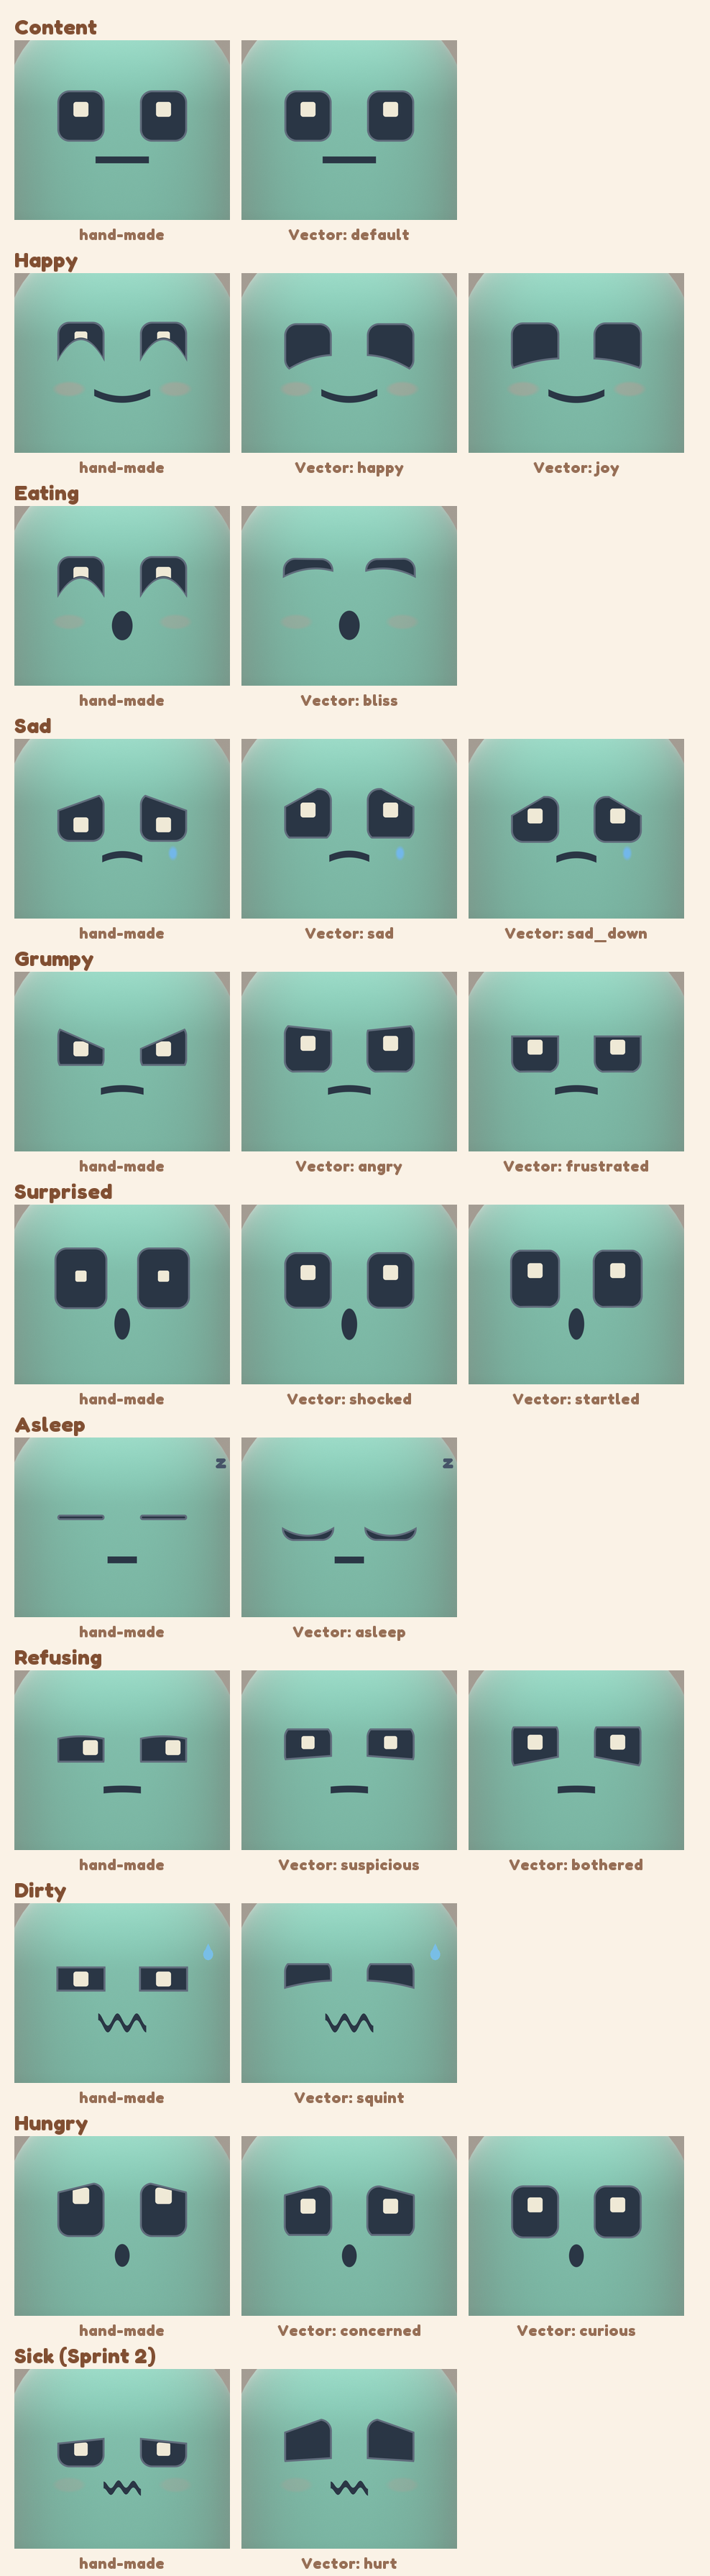 Content
hand-made Vector: default
Happy
hand-made Vector: happy Vector: joy
Eating
hand-made Vector: bliss
Sad
hand-made Vector: sad Vector: sad_down
Grumpy
hand-made Vector: angry Vector: frustrated
Surprised
hand-made Vector: shocked Vector: startled
Asleep
z z
hand-made Vector: asleep
Refusing
hand-made Vector: suspicious Vector: bothered
Dirty
hand-made Vector: squint
Hungry
hand-made Vector: concerned Vector: curious
Sick (Sprint 2)
hand-made Vector: hurt